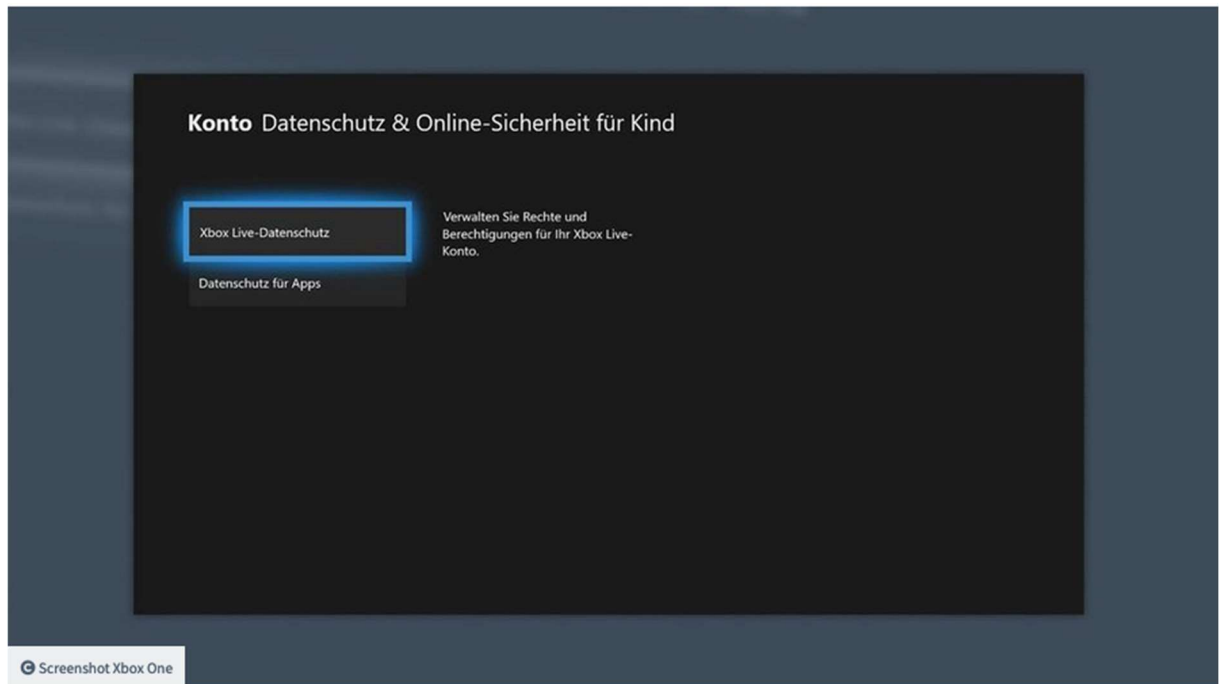 Konto Datenschutz & Online-Sicherheit für Kind
Xbox Live-Datenschutz
Verwalten Sie Rechte und
Berechtigungen für Ihr Xbox Live-
Konto.
Datenschutz für Apps
© Screenshot Xbox One